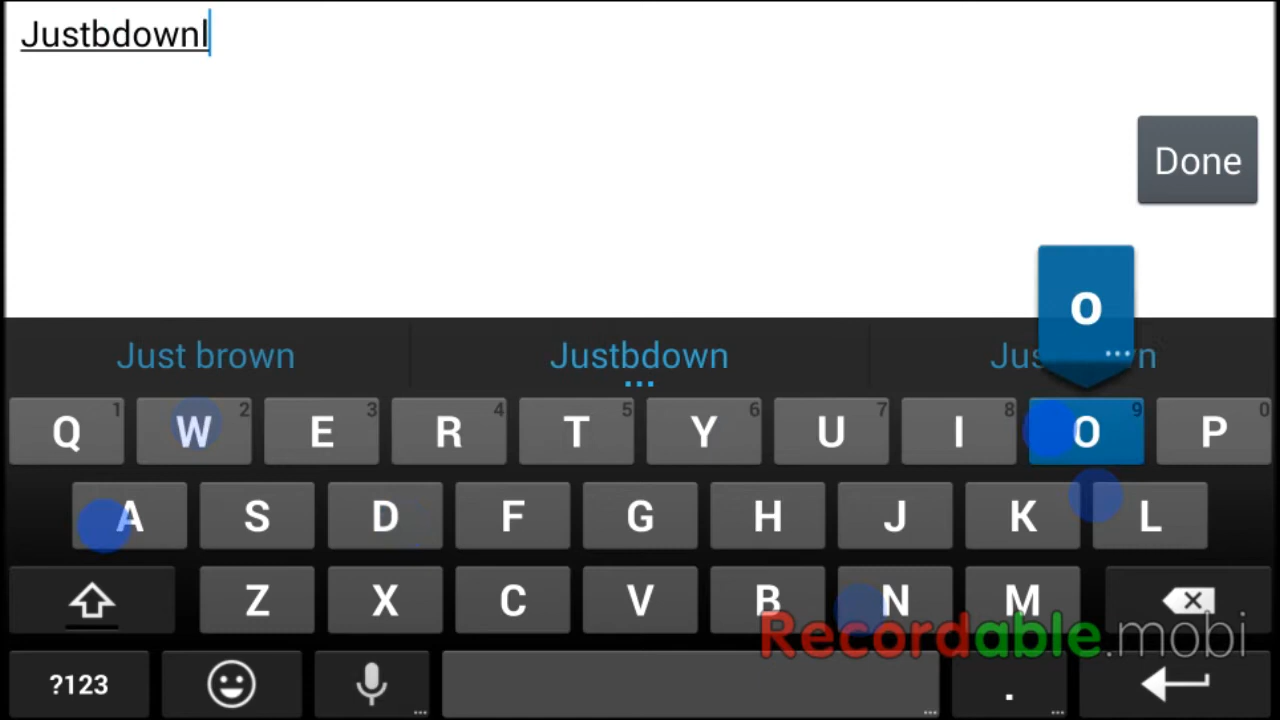 Justbdownl
Done
o
Just brown Justbdown
Q 1 W 2 E 3 R 4 T 5 Y 6 U 7 I 8 O 9 P 0
A S D F G H J K L
Z X C V B N M
Recordable.mobi
?123 .